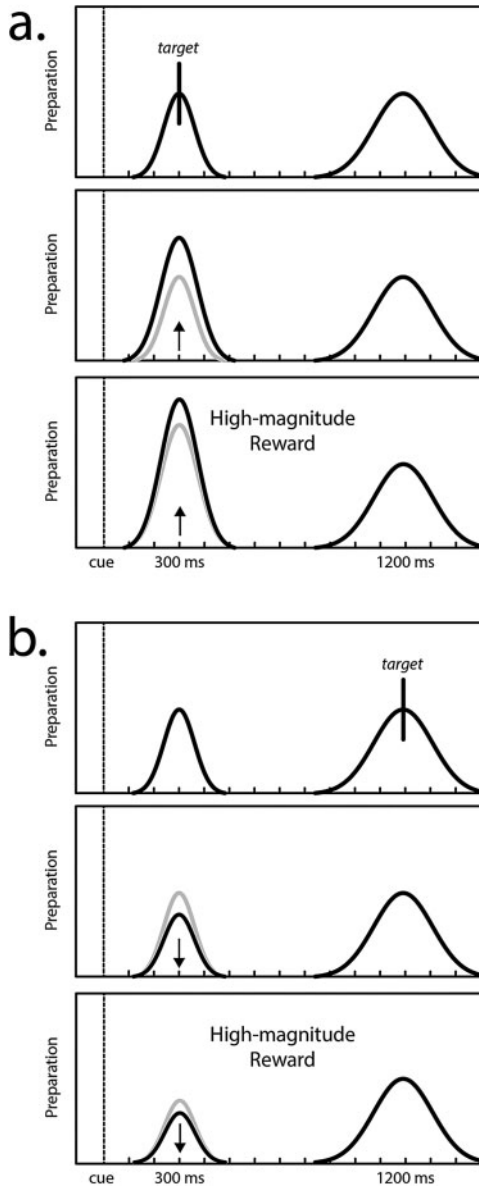 a.
target
Preparation
Preparation
High-magnitude
Reward
Preparation
cue 300 ms 1200 ms
b.
target
Preparation
Preparation
High-magnitude
Reward
Preparation
cue 300 ms 1200 ms